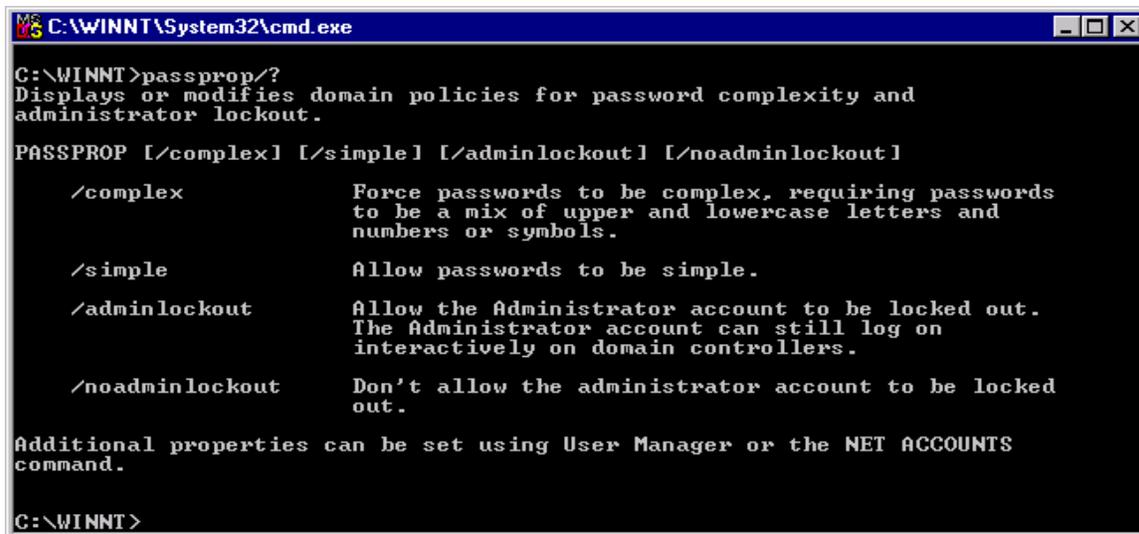 C:\WINNT\System32\cmd.exe
C:\WINNT>passprop/?
Displays or modifies domain policies for password complexity and
administrator lockout.
PASSPROP [/complex] [/simple] [/adminlockout] [/noadminlockout]
/complex Force passwords to be complex, requiring passwords
to be a mix of upper and lowercase letters and
numbers or symbols.
/simple Allow passwords to be simple.
/adminlockout Allow the Administrator account to be locked out.
The Administrator account can still log on
interactively on domain controllers.
/noadminlockout Don't allow the administrator account to be locked
out.
Additional properties can be set using User Manager or the NET ACCOUNTS
command.
C:\WINNT>